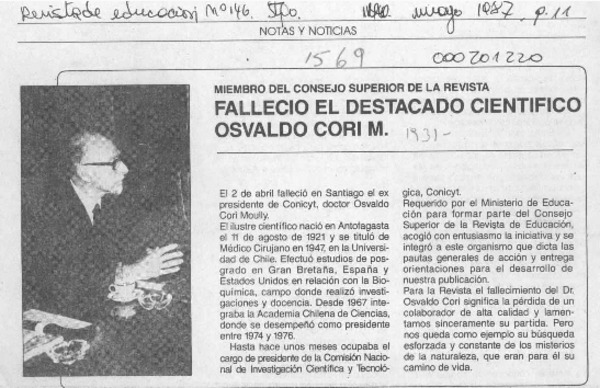 Revista de educación Nº 146. Stgo. mayo 1987. p. 11
NOTAS Y NOTICIAS
1569
000201220
MIEMBRO DEL CONSEJO SUPERIOR DE LA REVISTA
FALLECIO EL DESTACADO CIENTIFICO
OSVALDO CORI M.
1931-
El 2 de abril falleció en Santiago el ex
presidente de Conicyt, doctor Osvaldo
Cori Moully.
El ilustre científico nació en Antofagasta
el 11 de agosto de 1921 y se tituló de
Médico Cirujano en 1947, en la Universi-
dad de Chile. Efectuó estudios de pos-
grado en Gran Bretaña, España y
Estados Unidos en relación con la Bio-
química, campo donde realizó investi-
gaciones y docencia. Desde 1967 inte-
graba la Academia Chilena de Ciencias,
donde se desempeñó como presidente
entre 1974 y 1976.
Hasta hace unos meses ocupaba el
cargo de presidente de la Comisión Nacio-
nal de Investigación Científica y Tecnoló-
gica, Conicyt.
Requerido por el Ministerio de Educa-
ción para formar parte del Consejo
Superior de la Revista de Educación,
acogió con entusiasmo la iniciativa y se
integró a este organismo que dicta las
pautas generales de acción y entrega
orientaciones para el desarrollo de
nuestra publicación.
Para la Revista el fallecimiento del Dr.
Osvaldo Cori significa la pérdida de un
colaborador de alta calidad y lamen-
tamos sinceramente su partida. Pero
nos queda como ejemplo su búsqueda
esforzada y constante de los misterios
de la naturaleza, que eran para él su
camino de vida.